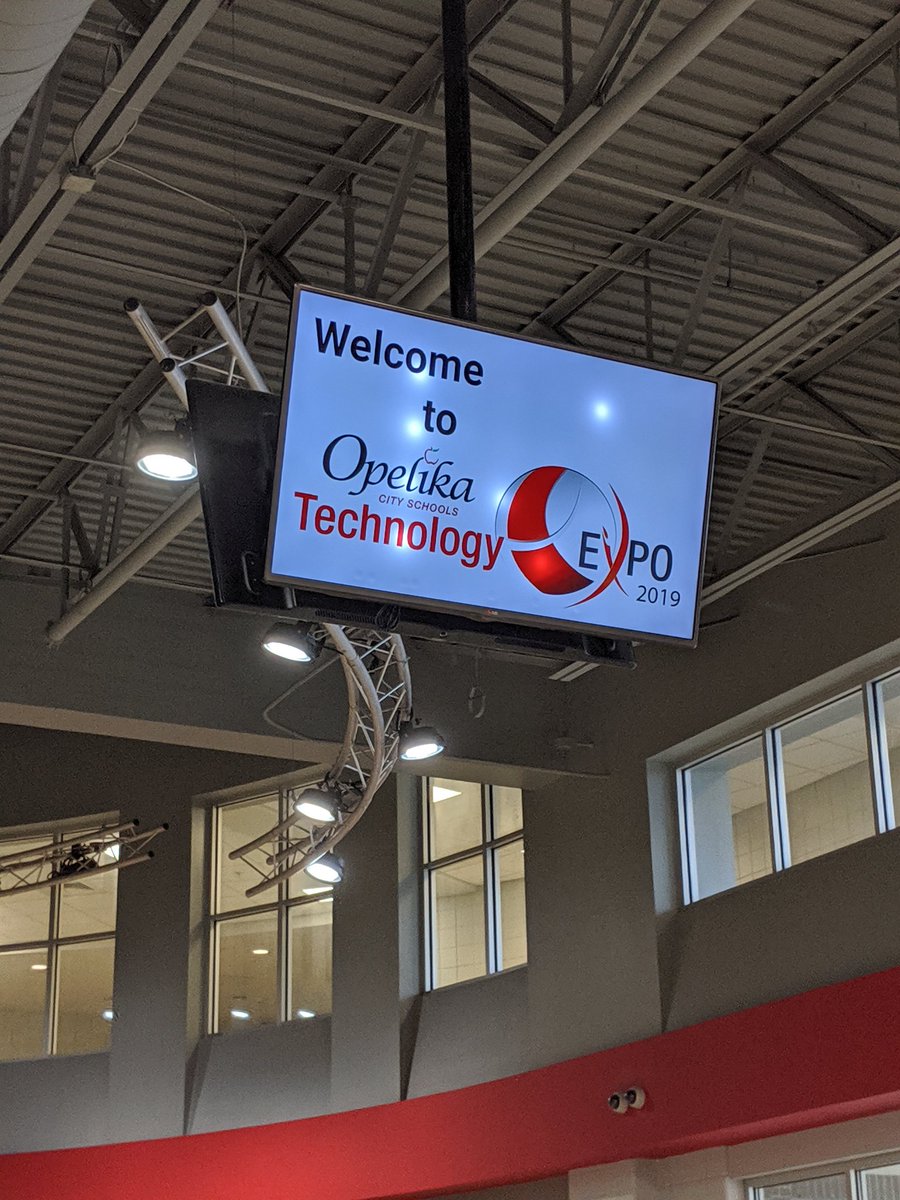 Welcome
to
Opelika
CITY SCHOOLS
Technology EXPO
2019